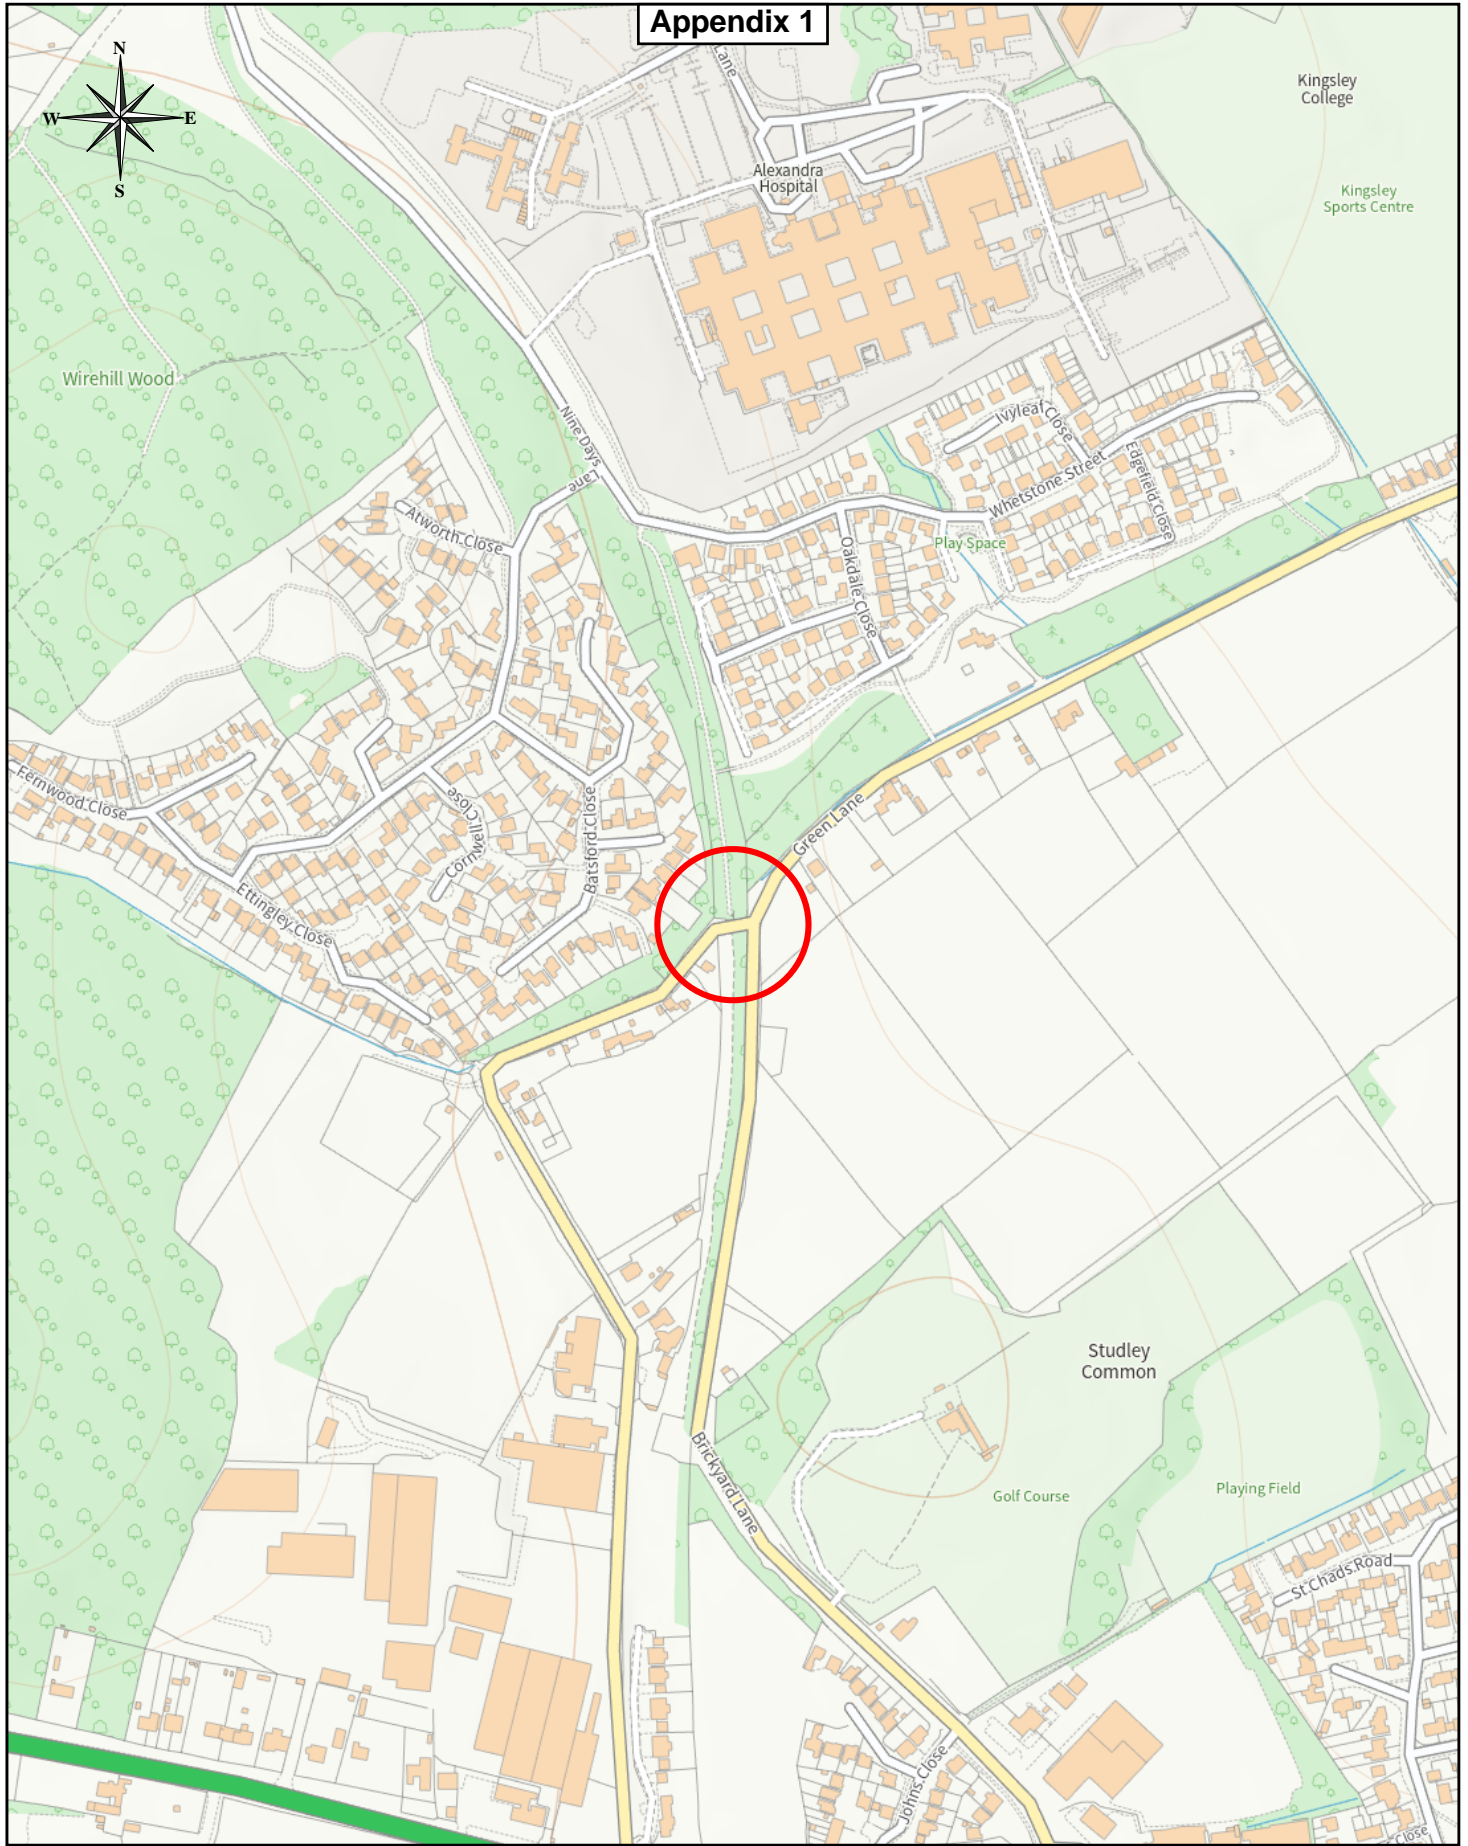 Appendix 1
N
W
E
S
Lane
Kingsley
College
Alexandra
Hospital
Kingsley
Sports Centre
Wirehill Wood
Nine Days
Lane
Ivyleaf Close
Whetstone Street
Edgefield Close
Atworth Close
Play Space
Oakdale Close
Fernwood Close
Cornwell Close
Batsford Close
Green Lane
Ettingley Close
Studley
Common
Brickyard Lane
Golf Course
Playing Field
St Chads Road
Johns Close
Close